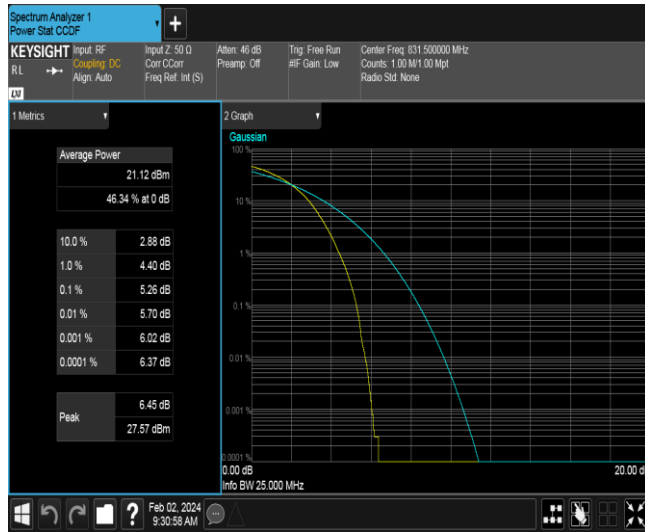 Spectrum Analyzer 1
Power Stat CCDF
+
KEYSIGHT
RL
Input: RF
Coupling: DC
Align: Auto
Input Z: 50 Ω
Corr CCorr
Freq Ref: Int (S)
Atten: 46 dB
Preamp: Off
Trig: Free Run
#IF Gain: Low
Center Freq: 831.500000 MHz
Counts: 1.00 M/1.00 Mpt
Radio Std: None
LXI
1 Metrics
Average Power
21.12 dBm
46.34 % at 0 dB
10.0 % 2.88 dB
1.0 % 4.40 dB
0.1 % 5.26 dB
0.01 % 5.70 dB
0.001 % 6.02 dB
0.0001 % 6.37 dB
Peak
6.45 dB
27.57 dBm
2 Graph
Gaussian
100 %
10 %
1 %
0.1 %
0.01 %
0.001 %
0.0001 %
0.00 dB
20.00 d
Info BW 25.000 MHz
?
Feb 02, 2024
9:30:58 AM